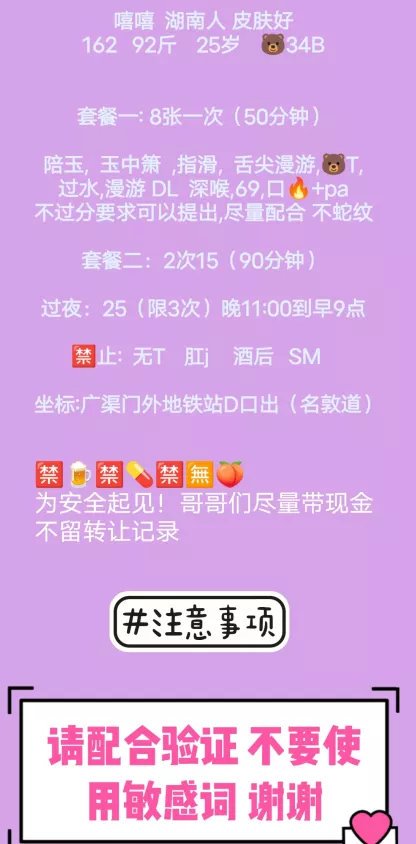 嘻嘻 湖南人 皮肤好
162 92斤 25岁 🐻34B
套餐一: 8张一次（50分钟）
陪玉, 玉中箫 ,指滑, 舌尖漫游,🐻T,
过水,漫游 DL 深喉,69,口🔥+pa
不过分要求可以提出,尽量配合 不蛇纹
套餐二：2次15（90分钟）
过夜：25（限3次）晚11:00到早9点
🈲止: 无T 肛j 酒后 SM
坐标:广渠门外地铁站D口出（名敦道）
🈲🍺🈲💊🈲🈚🍑
为安全起见！哥哥们尽量带现金
不留转让记录
#注意事项
请配合验证 不要使
用敏感词 谢谢